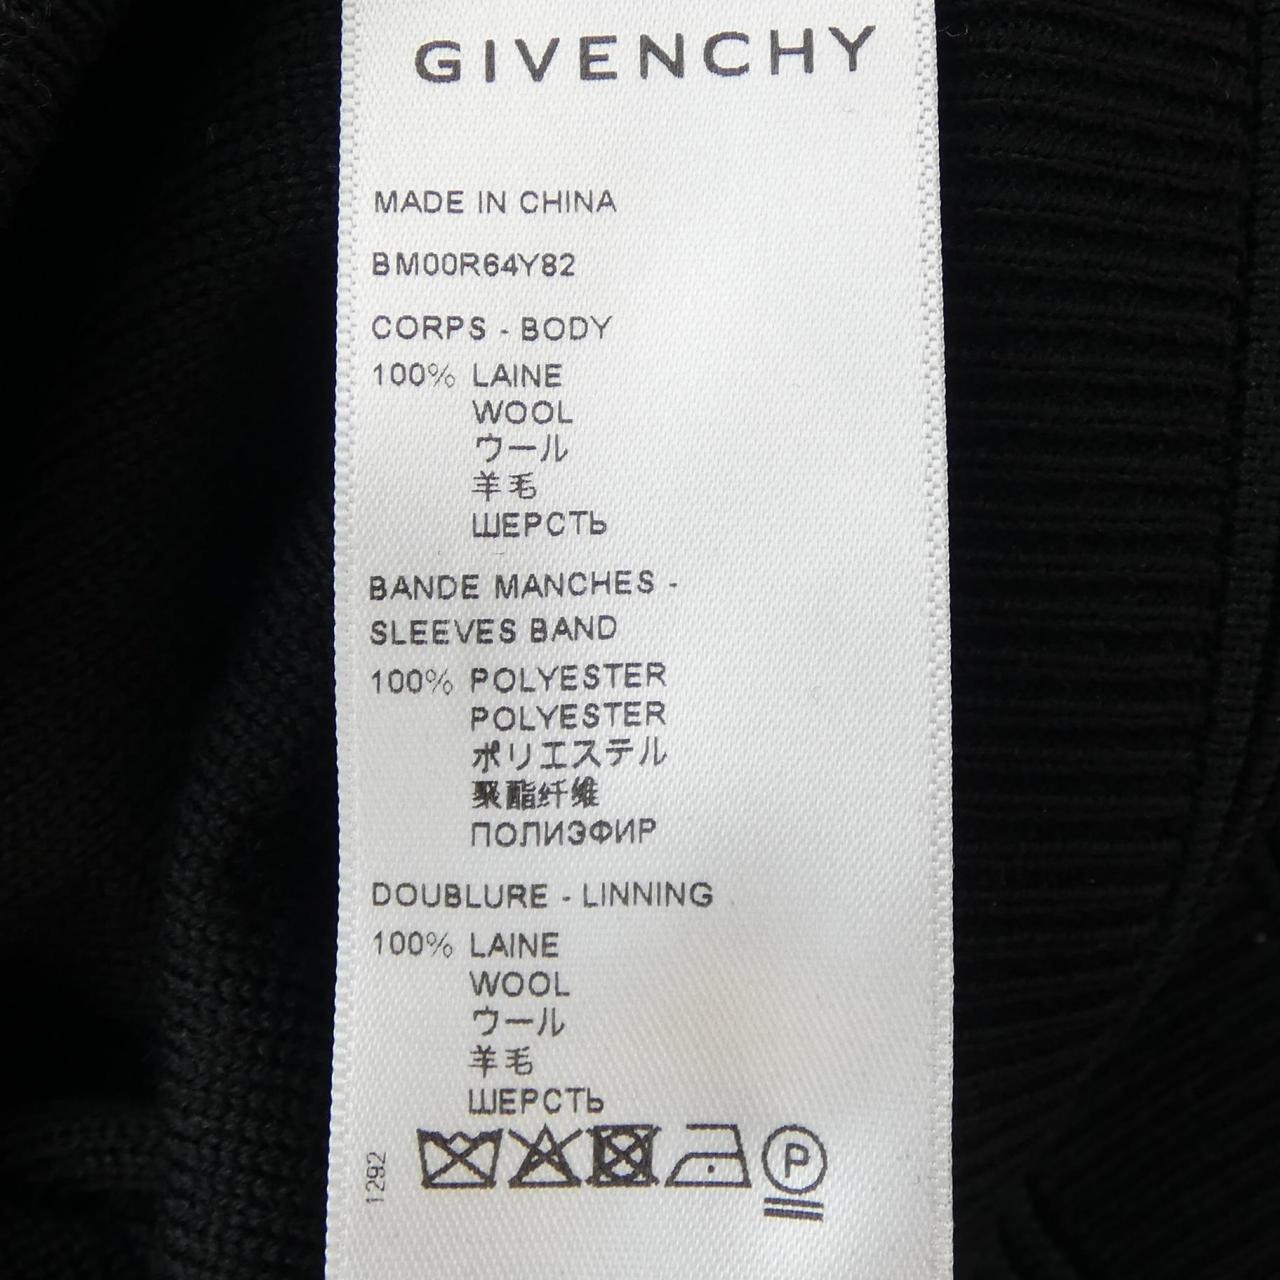 GIVENCHY
MADE IN CHINA
BM00R64Y82
CORPS - BODY
100% LAINE
WOOL
ウール
羊毛
ШЕРСТЬ
BANDE MANCHES -
SLEEVES BAND
100% POLYESTER
POLYESTER
ポリエステル
聚酯纤维
ПОЛИЭФИР
DOUBLURE - LINNING
100% LAINE
WOOL
ウール
羊毛
ШЕРСТЬ
1292
P